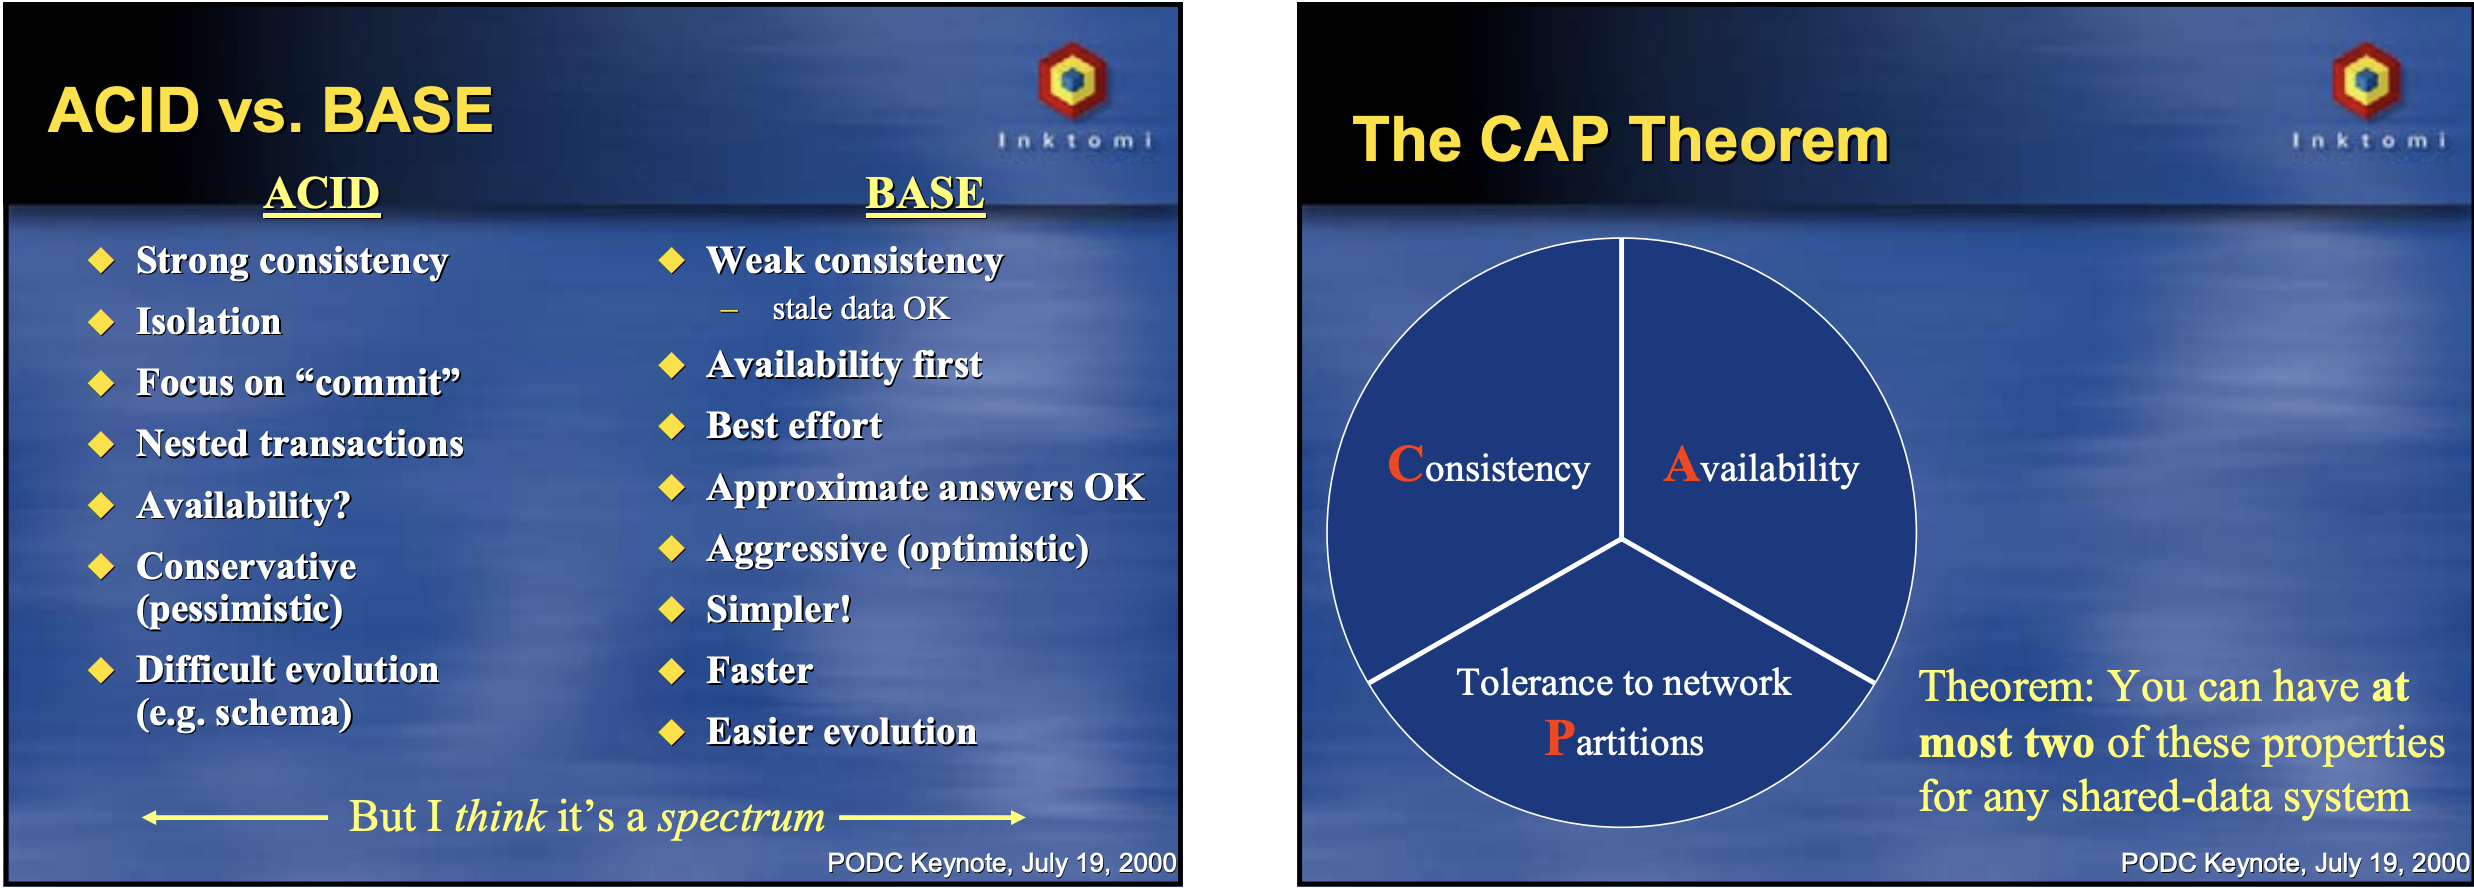 ACID vs. BASE
Inktomi
ACID
Strong consistency
Isolation
Focus on “commit”
Nested transactions
Availability?
Conservative
(pessimistic)
Difficult evolution
(e.g. schema)
BASE
Weak consistency
– stale data OK
Availability first
Best effort
Approximate answers OK
Aggressive (optimistic)
Simpler!
Faster
Easier evolution
But I think it’s a spectrum
PODC Keynote, July 19, 2000
The CAP Theorem
Inktomi
Consistency
Availability
Tolerance to network
Partitions
Theorem: You can have at
most two of these properties
for any shared-data system
PODC Keynote, July 19, 2000